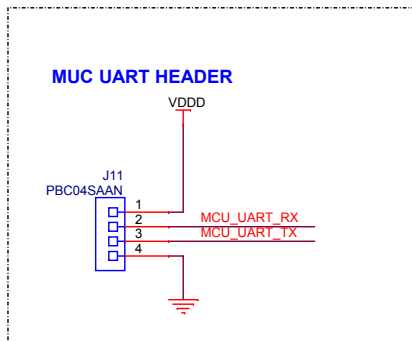 MUC UART HEADER
VDDD
J11
PBC04SAAN
1
2
3
4
MCU_UART_RX
MCU_UART_TX